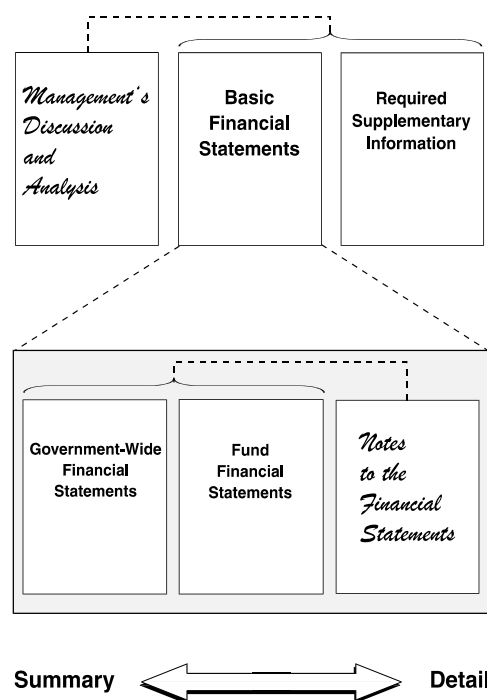 Management's
Discussion
and
Analysis
Basic
Financial
Statements
Required
Supplementary
Information
Government-Wide
Financial
Statements
Fund
Financial
Statements
Notes
to the
Financial
Statements
Summary
Detail